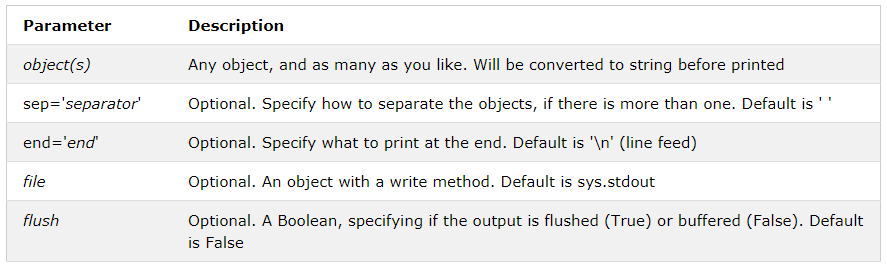 Parameter Description
object(s) Any object, and as many as you like. Will be converted to string before printed
sep='separator' Optional. Specify how to separate the objects, if there is more than one. Default is ' '
end='end' Optional. Specify what to print at the end. Default is '\n' (line feed)
file Optional. An object with a write method. Default is sys.stdout
flush Optional. A Boolean, specifying if the output is flushed (True) or buffered (False). Default
is False